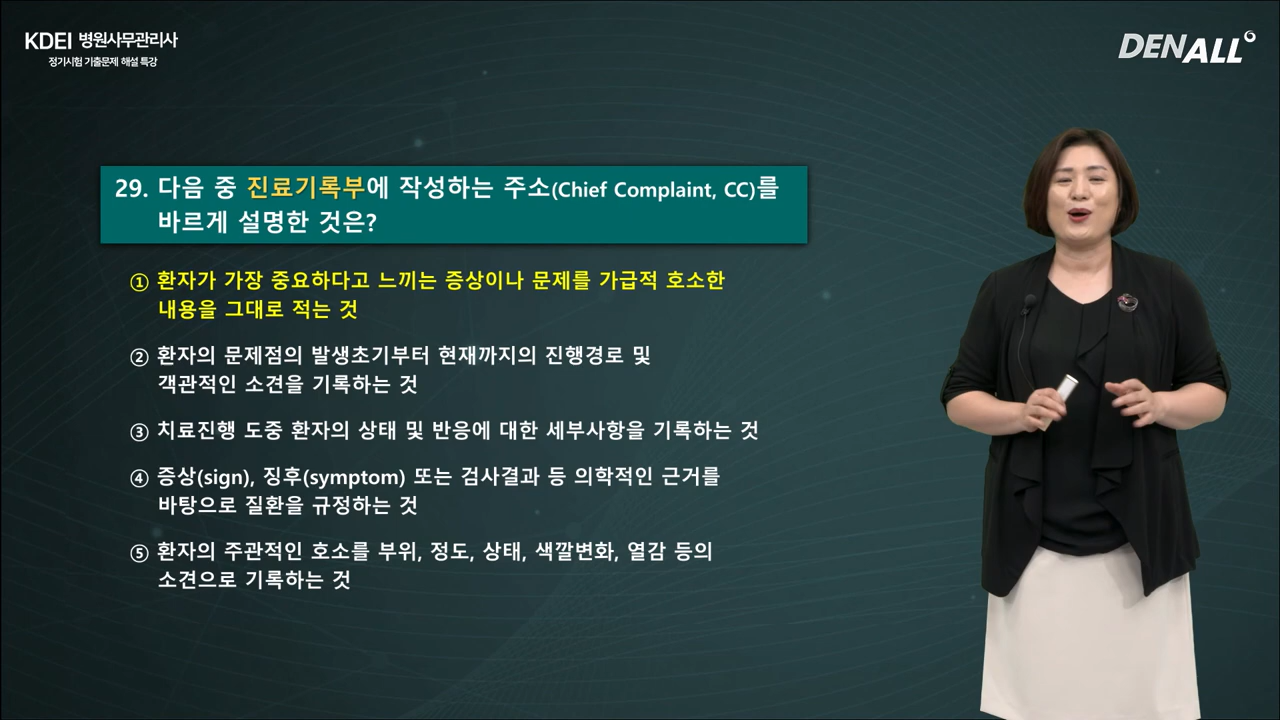 KDEI 병원사무관리사
정기시험 기출문제 해설 특강
DENALL
29. 다음 중 진료기록부에 작성하는 주소(Chief Complaint, CC)를
바르게 설명한 것은?
① 환자가 가장 중요하다고 느끼는 증상이나 문제를 가급적 호소한
내용을 그대로 적는 것
② 환자의 문제점의 발생초기부터 현재까지의 진행경로 및
객관적인 소견을 기록하는 것
③ 치료진행 도중 환자의 상태 및 반응에 대한 세부사항을 기록하는 것
④ 증상(sign), 징후(symptom) 또는 검사결과 등 의학적인 근거를
바탕으로 질환을 규정하는 것
⑤ 환자의 주관적인 호소를 부위, 정도, 상태, 색깔변화, 열감 등의
소견으로 기록하는 것